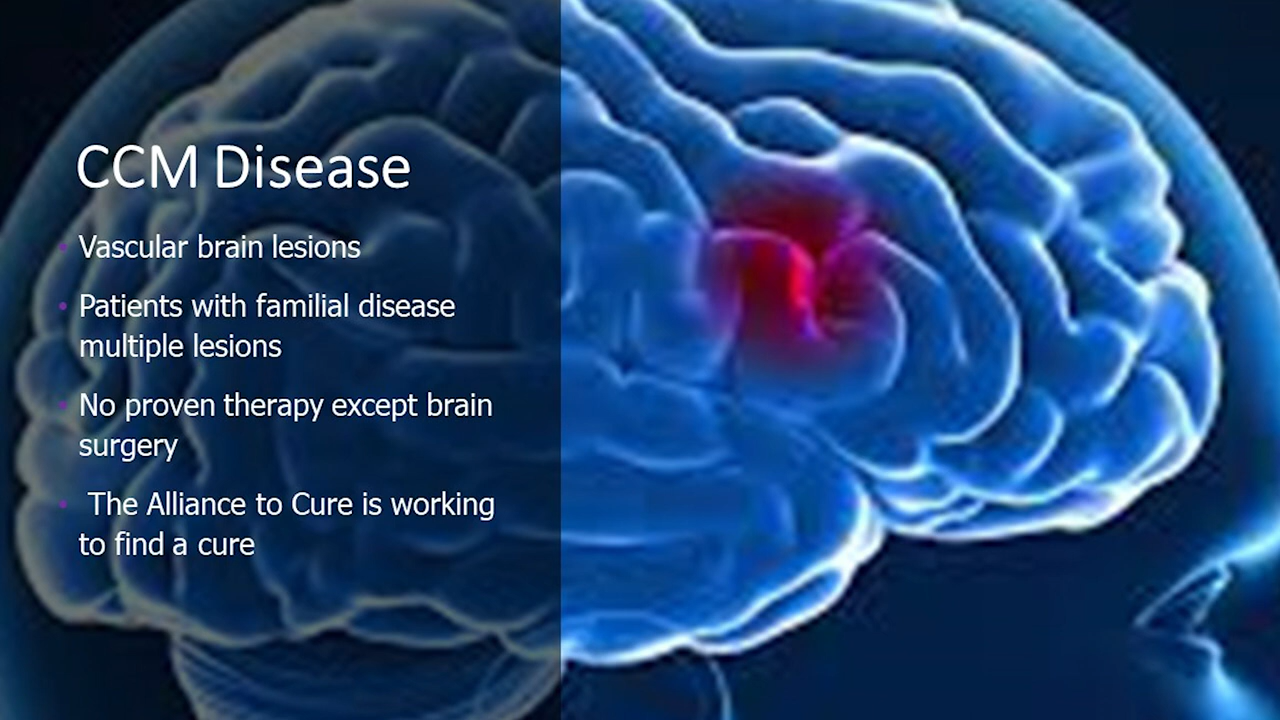 CCM Disease
Vascular brain lesions
Patients with familial disease
multiple lesions
No proven therapy except brain
surgery
The Alliance to Cure is working
to find a cure